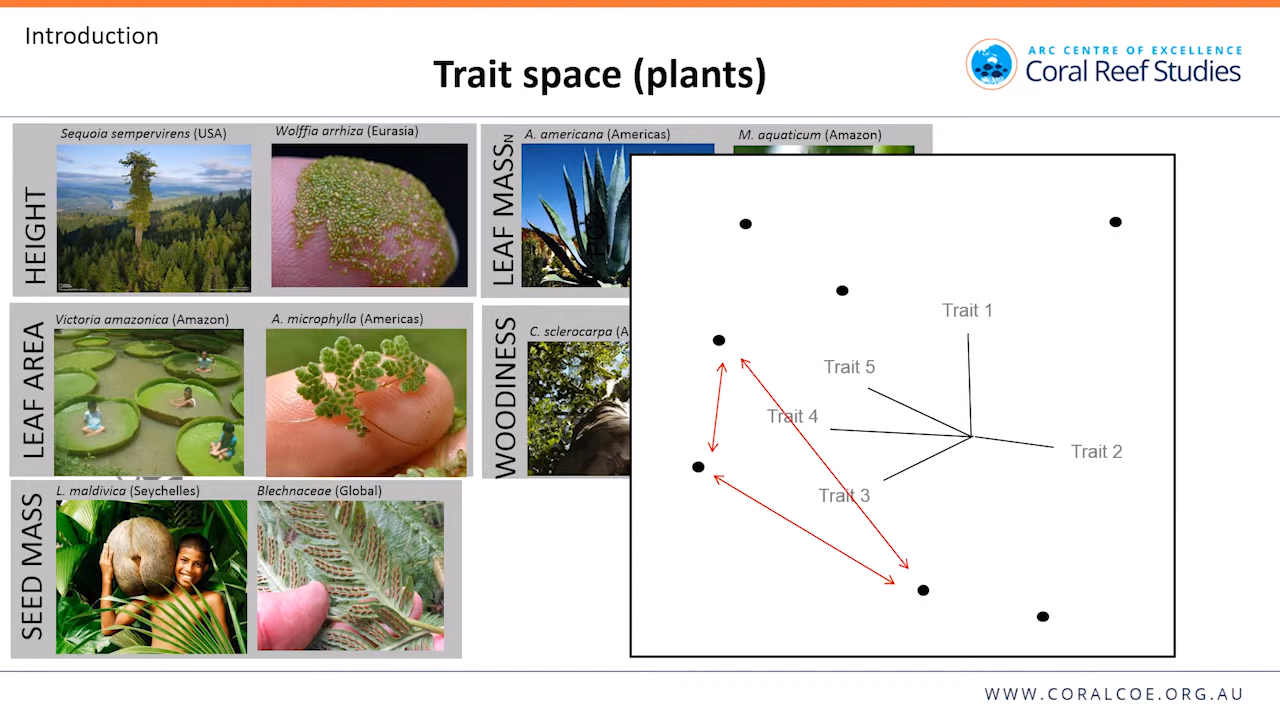 Introduction
Trait space (plants)
ARC CENTRE OF EXCELLENCE
Coral Reef Studies
HEIGHT
Sequoia sempervirens (USA)
Wolffia arrhiza (Eurasia)
LEAF MASS
N
A. americana (Americas)
M. aquaticum (Amazon)
LEAF AREA
Victoria amazonica (Amazon)
A. microphylla (Americas)
WOODINESS
C. sclerocarpa (A
SEED MASS
L. maldivica (Seychelles)
Blechnaceae (Global)
Trait 1
Trait 5
Trait 4
Trait 2
Trait 3
WWW.CORALCOE.ORG.AU